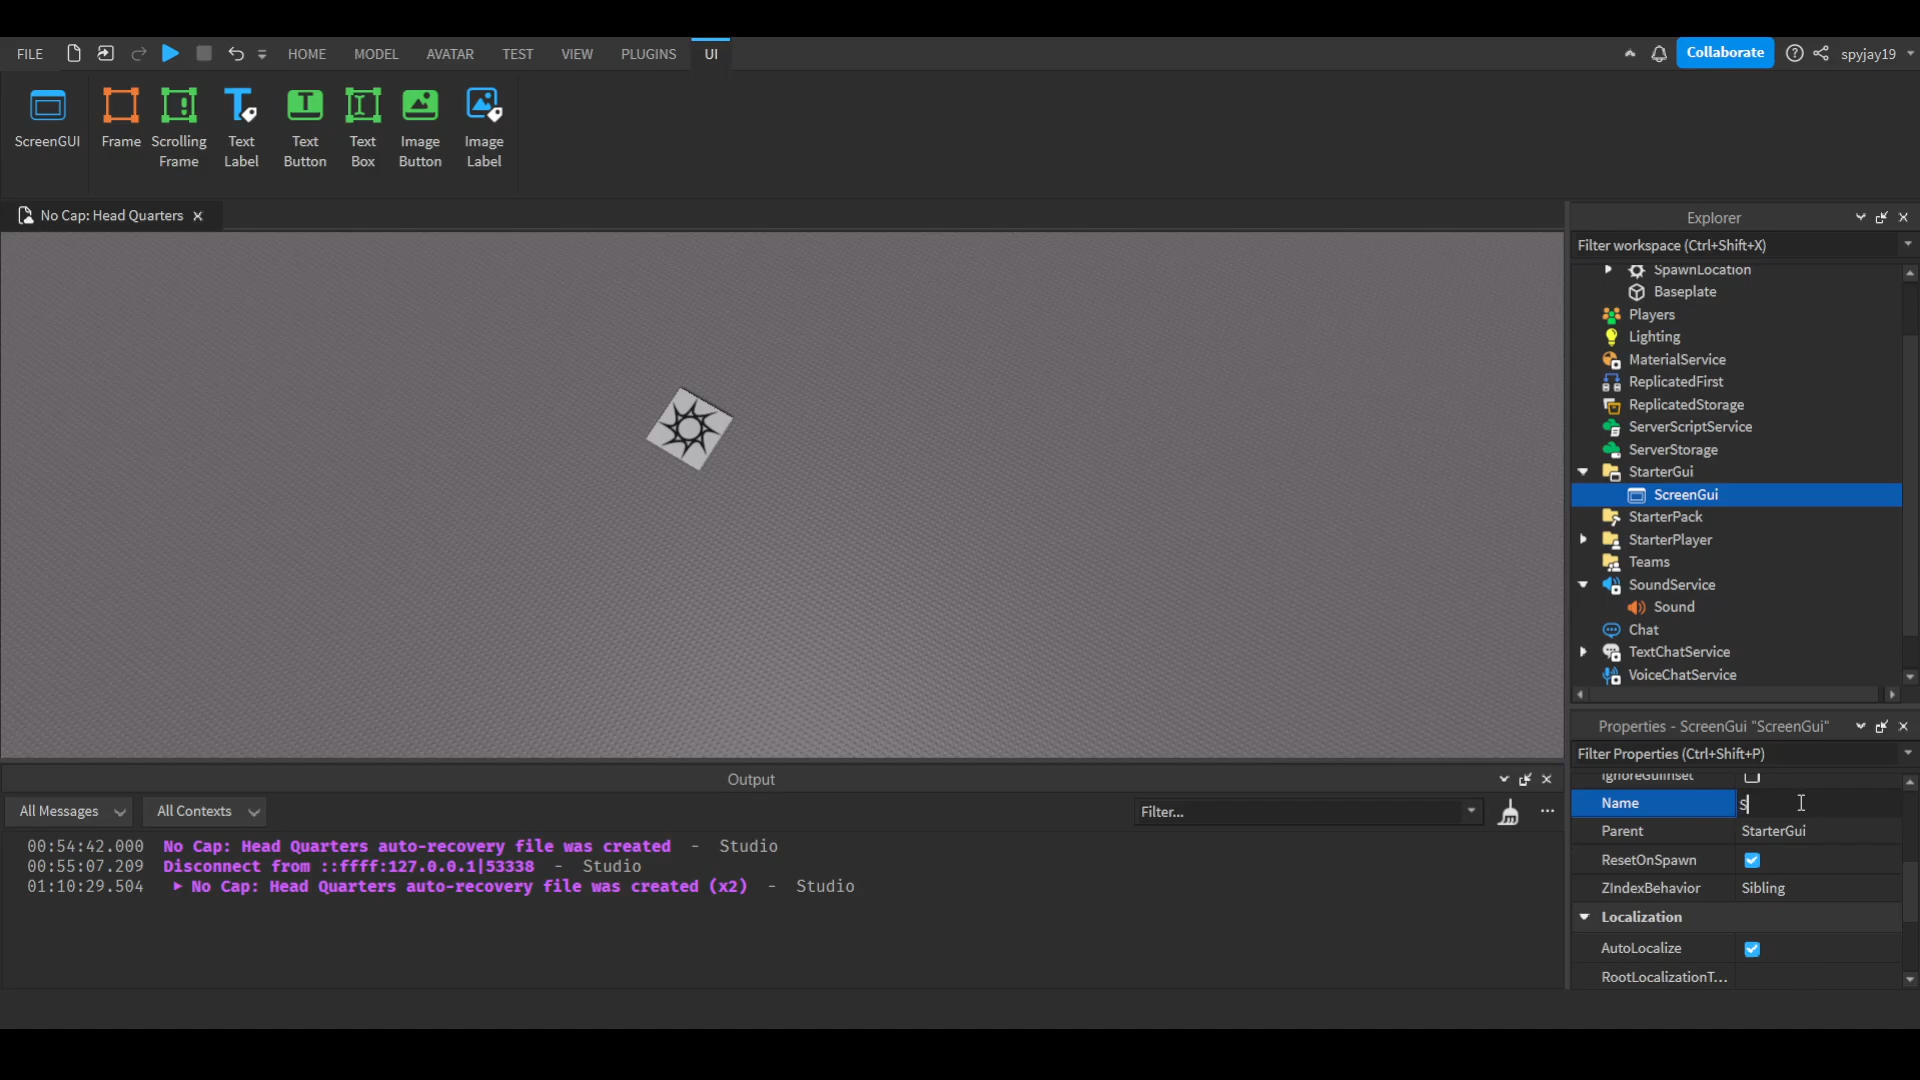 FILE HOME MODEL AVATAR TEST VIEW PLUGINS UI Collaborate spyjay19
ScreenGUI Frame Scrolling Frame Text Label Text Button Text Box Image Button Image Label
No Cap: Head Quarters
Explorer
Filter workspace (Ctrl+Shift+X)
SpawnLocation
Baseplate
Players
Lighting
MaterialService
ReplicatedFirst
ReplicatedStorage
ServerScriptService
ServerStorage
StarterGui
ScreenGui
StarterPack
StarterPlayer
Teams
SoundService
Sound
Chat
TextChatService
VoiceChatService
Properties - ScreenGui "ScreenGui"
Filter Properties (Ctrl+Shift+P)
IgnoreGuiInset
Name s
Parent StarterGui
ResetOnSpawn
ZIndexBehavior Sibling
Localization
AutoLocalize
RootLocalizationT...
Output
All Messages All Contexts Filter...
00:54:42.000 No Cap: Head Quarters auto-recovery file was created - Studio
00:55:07.209 Disconnect from ::ffff:127.0.0.1|53338 - Studio
01:10:29.504 No Cap: Head Quarters auto-recovery file was created (x2) - Studio